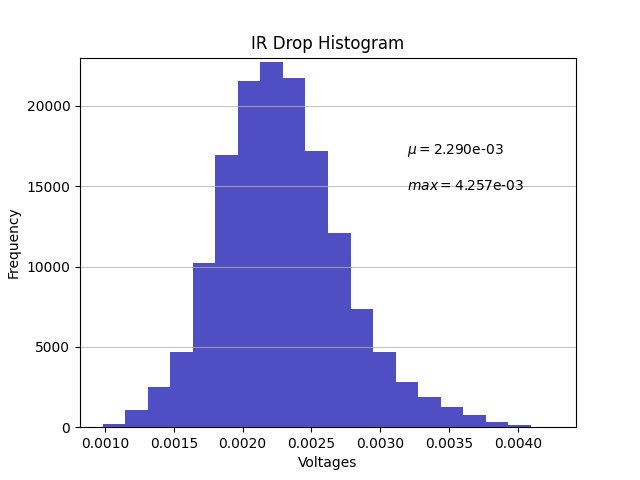 IR Drop Histogram
20000
15000
10000
5000
0
Frequency
μ = 2.290e-03
max = 4.257e-03
0.0010 0.0015 0.0020 0.0025 0.0030 0.0035 0.0040
Voltages